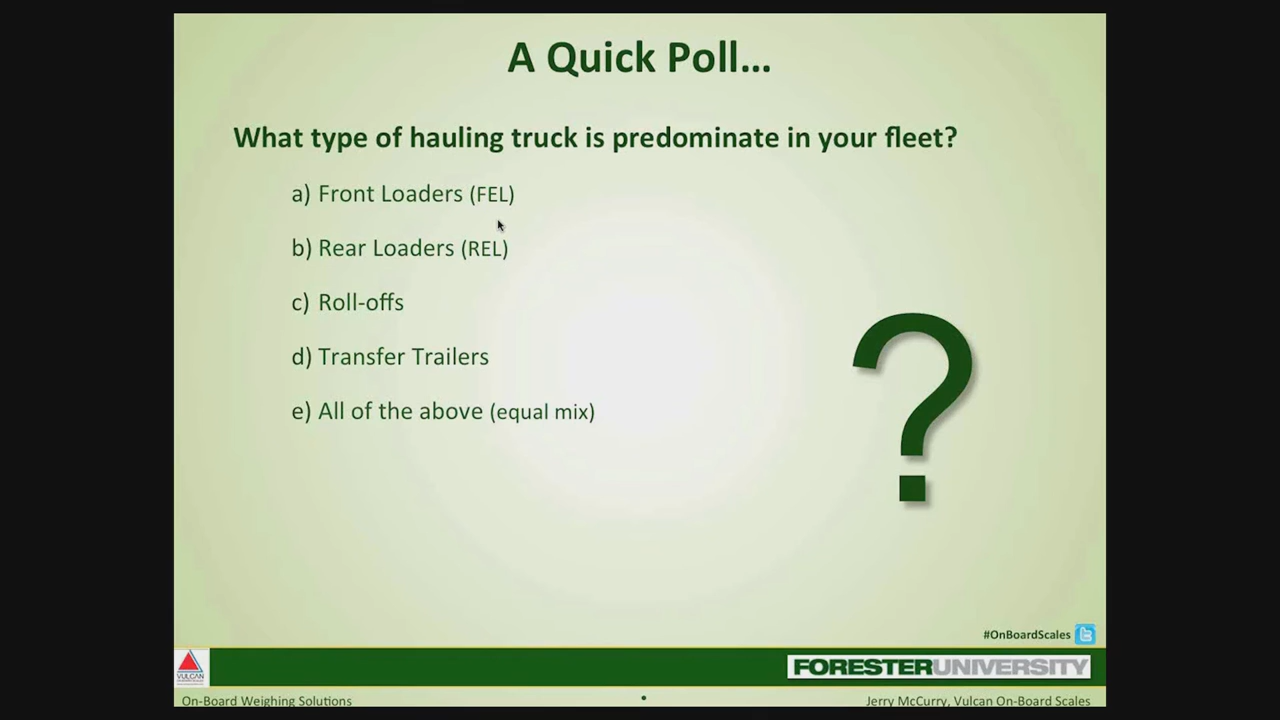 A Quick Poll...
What type of hauling truck is predominate in your fleet?
a) Front Loaders (FEL)
b) Rear Loaders (REL)
c) Roll-offs
d) Transfer Trailers
e) All of the above (equal mix)
?
#OnBoardScales
VULCAN
FORESTERUNIVERSITY
On-Board Weighing Solutions
Jerry McCurry, Vulcan On-Board Scales